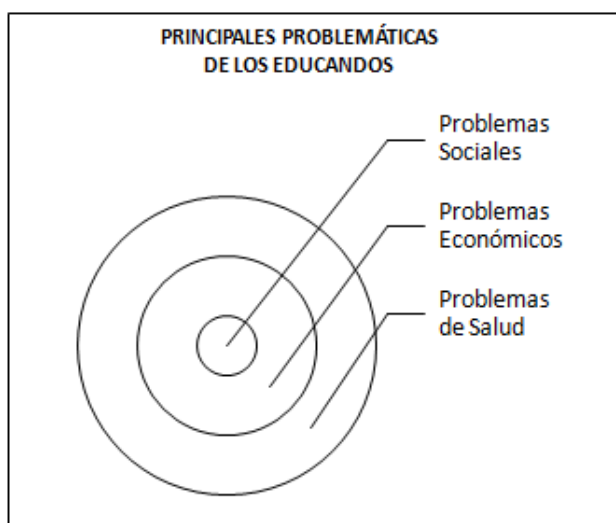 PRINCIPALES PROBLEMÁTICAS
DE LOS EDUCANDOS
Problemas
Sociales
Problemas
Económicos
Problemas
de Salud